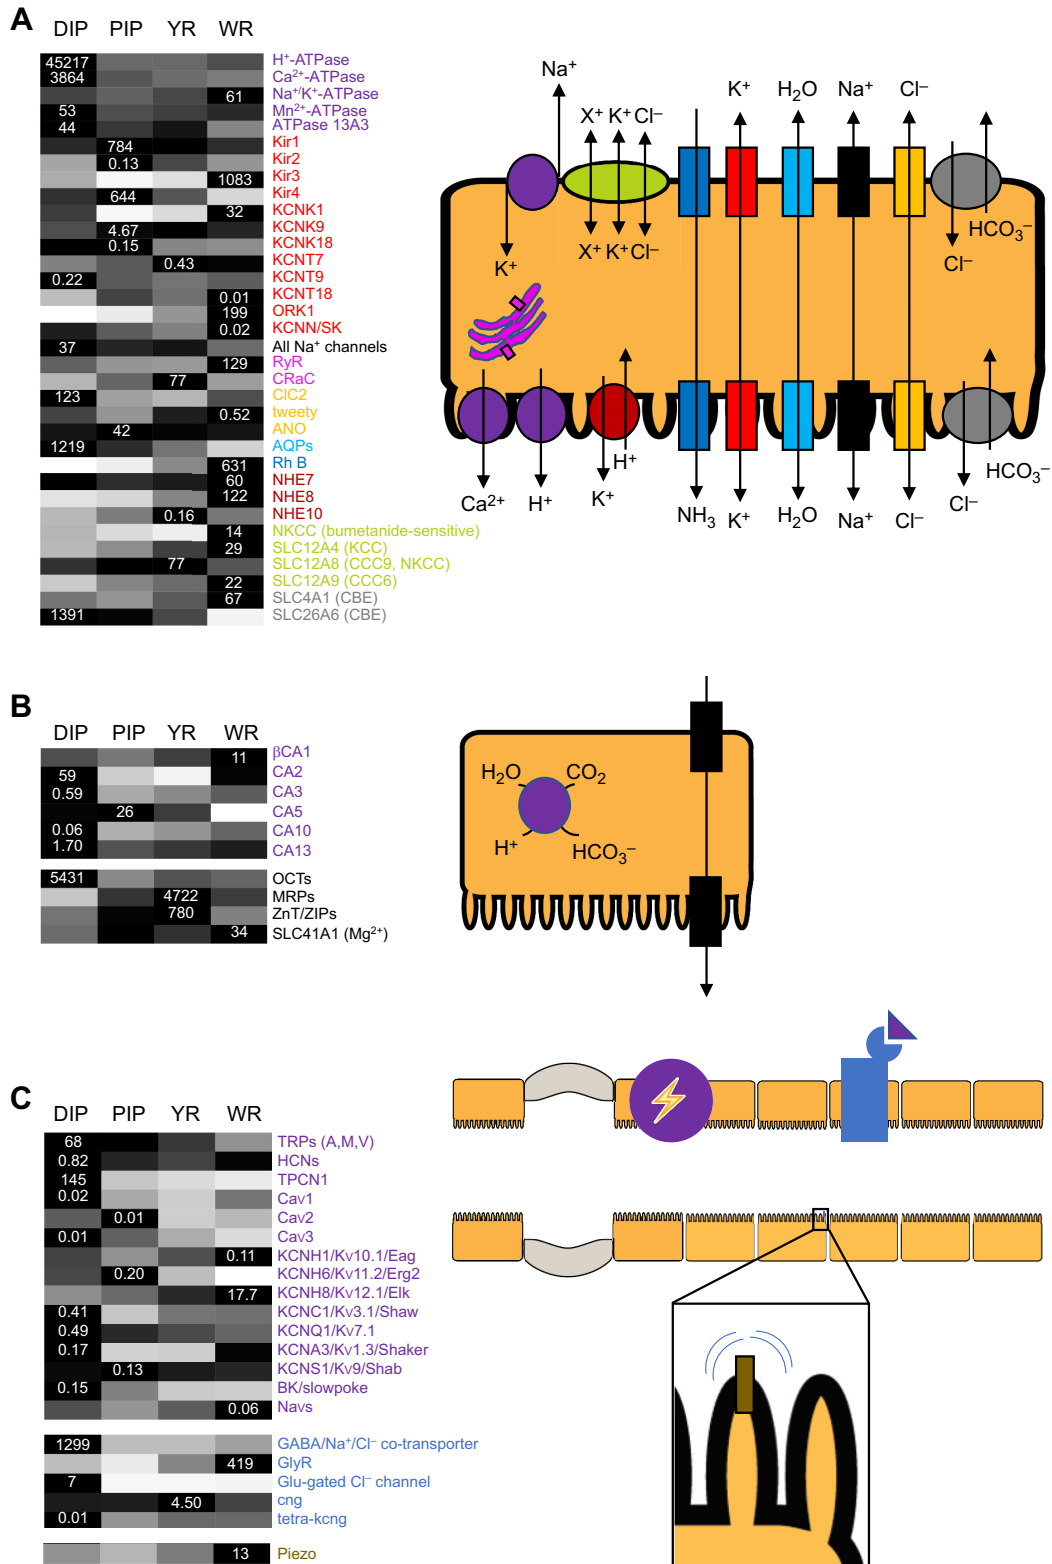 A
DIP PIP YR WR
45217 H⁺-ATPase
3864 Ca²⁺-ATPase
61 Na⁺/K⁺-ATPase
53 Mn²⁺-ATPase
44 ATPase 13A3
784 Kir1
0.13 Kir2
1083 Kir3
644 Kir4
32 KCNK1
4.67 KCNK9
0.15 KCNK18
0.43 KCNT7
0.22 KCNT9
0.01 KCNT18
199 ORK1
0.02 KCNN/SK
37 All Na⁺ channels
129 RyR
77 CRaC
123 ClC2
0.52 tweety
42 ANO
1219 AQPs
631 Rh B
60 NHE7
122 NHE8
0.16 NHE10
14 NKCC (bumetanide-sensitive)
29 SLC12A4 (KCC)
77 SLC12A8 (CCC9, NKCC)
22 SLC12A9 (CCC6)
67 SLC4A1 (CBE)
1391 SLC26A6 (CBE)
Na⁺
X⁺ K⁺ Cl⁻
K⁺ H₂O Na⁺ Cl⁻
X⁺ K⁺ Cl⁻
K⁺
HCO₃⁻
Cl⁻
H⁺
HCO₃⁻
Ca²⁺ H⁺ K⁺ NH₃ K⁺ H₂O Na⁺ Cl⁻ Cl⁻
B
DIP PIP YR WR
11 βCA1
59 CA2
0.59 CA3
26 CA5
0.06 CA10
1.70 CA13
5431 OCTs
4722 MRPs
780 ZnT/ZIPs
34 SLC41A1 (Mg²⁺)
H₂O CO₂
H⁺ HCO₃⁻
C
DIP PIP YR WR
68 TRPs (A,M,V)
0.82 HCNs
145 TPCN1
0.02 Cav1
0.01 Cav2
0.01 Cav3
0.11 KCNH1/Kv10.1/Eag
0.20 KCNH6/Kv11.2/Erg2
17.7 KCNH8/Kv12.1/Elk
0.41 KCNC1/Kv3.1/Shaw
0.49 KCNQ1/Kv7.1
0.17 KCNA3/Kv1.3/Shaker
0.13 KCNS1/Kv9/Shab
0.15 BK/slowpoke
0.06 Navs
1299 GABA/Na⁺/Cl⁻ co-transporter
419 GlyR
7 Glu-gated Cl⁻ channel
4.50 cng
0.01 tetra-kcng
13 Piezo